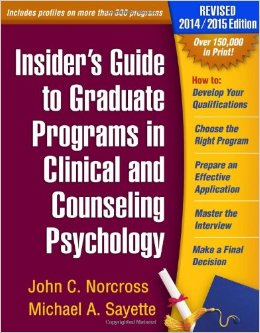 Includes profiles on more than 300 programs
REVISED
2014/2015 Edition
Over 150,000
in Print!
Insider's Guide
to Graduate
Programs in
Clinical and
Counseling
Psychology
How to:
Develop Your
Qualifications
Choose the
Right Program
Prepare an
Effective
Application
Master the
Interview
Make a Final
Decision
John C. Norcross
Michael A. Sayette
Copyrighted Material